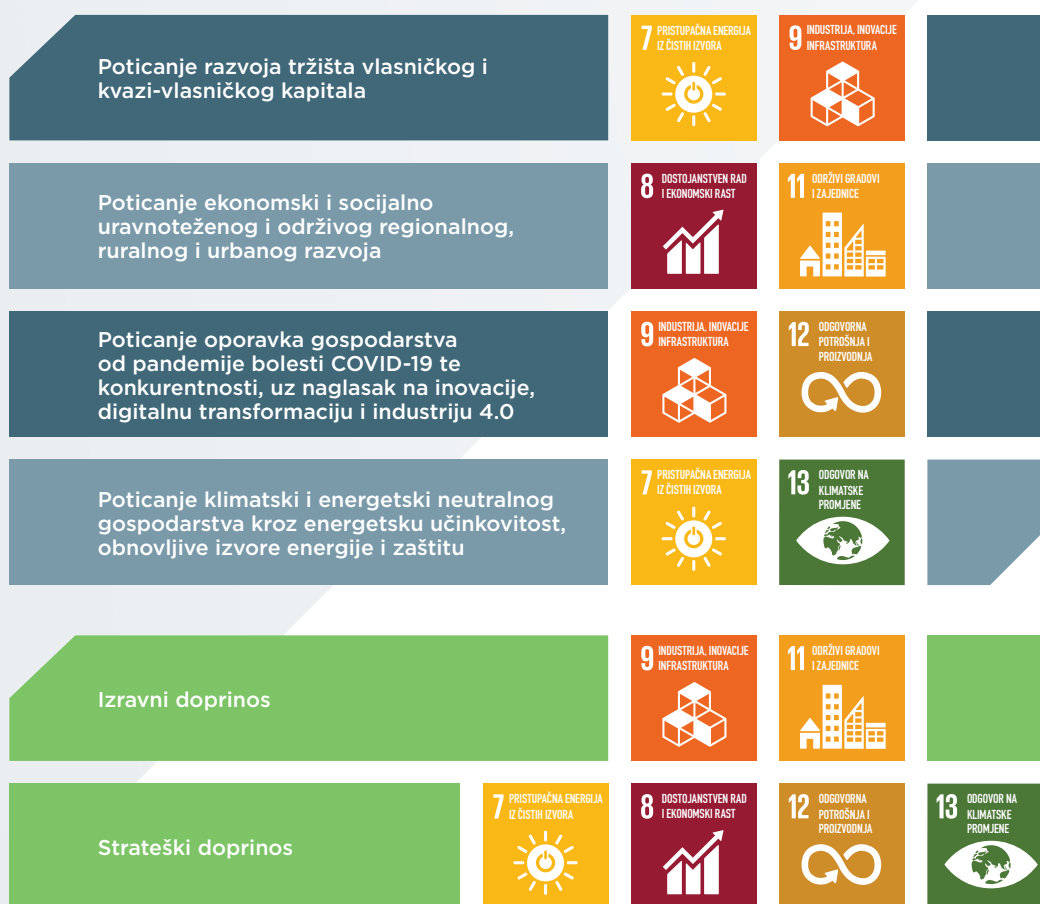 Poticanje razvoja tržišta vlasničkog i
kvazi-vlasničkog kapitala
7 PRISTUPAČNA ENERGIJA
IZ ČISTIH IZVORA
9 INDUSTRIJA, INOVACIJE
INFRASTRUKTURA
Poticanje ekonomski i socijalno
uravnoteženog i održivog regionalnog,
ruralnog i urbanog razvoja
8 DOSTOJANSTVEN RAD
I EKONOMSKI RAST
11 ODRŽIVI GRADOVI
I ZAJEDNICE
Poticanje oporavka gospodarstva
od pandemije bolesti COVID-19 te
konkurentnosti, uz naglasak na inovacije,
digitalnu transformaciju i industriju 4.0
9 INDUSTRIJA, INOVACIJE
INFRASTRUKTURA
12 ODGOVORNA
POTROŠNJA I
PROIZVODNJA
Poticanje klimatski i energetski neutralnog
gospodarstva kroz energetsku učinkovitost,
obnovljive izvore energije i zaštitu
7 PRISTUPAČNA ENERGIJA
IZ ČISTIH IZVORA
13 ODGOVOR NA
KLIMATSKE
PROMJENE
Izravni doprinos
9 INDUSTRIJA, INOVACIJE
INFRASTRUKTURA
11 ODRŽIVI GRADOVI
I ZAJEDNICE
Strateški doprinos
7 PRISTUPAČNA ENERGIJA
IZ ČISTIH IZVORA
8 DOSTOJANSTVEN RAD
I EKONOMSKI RAST
12 ODGOVORNA
POTROŠNJA I
PROIZVODNJA
13 ODGOVOR NA
KLIMATSKE
PROMJENE